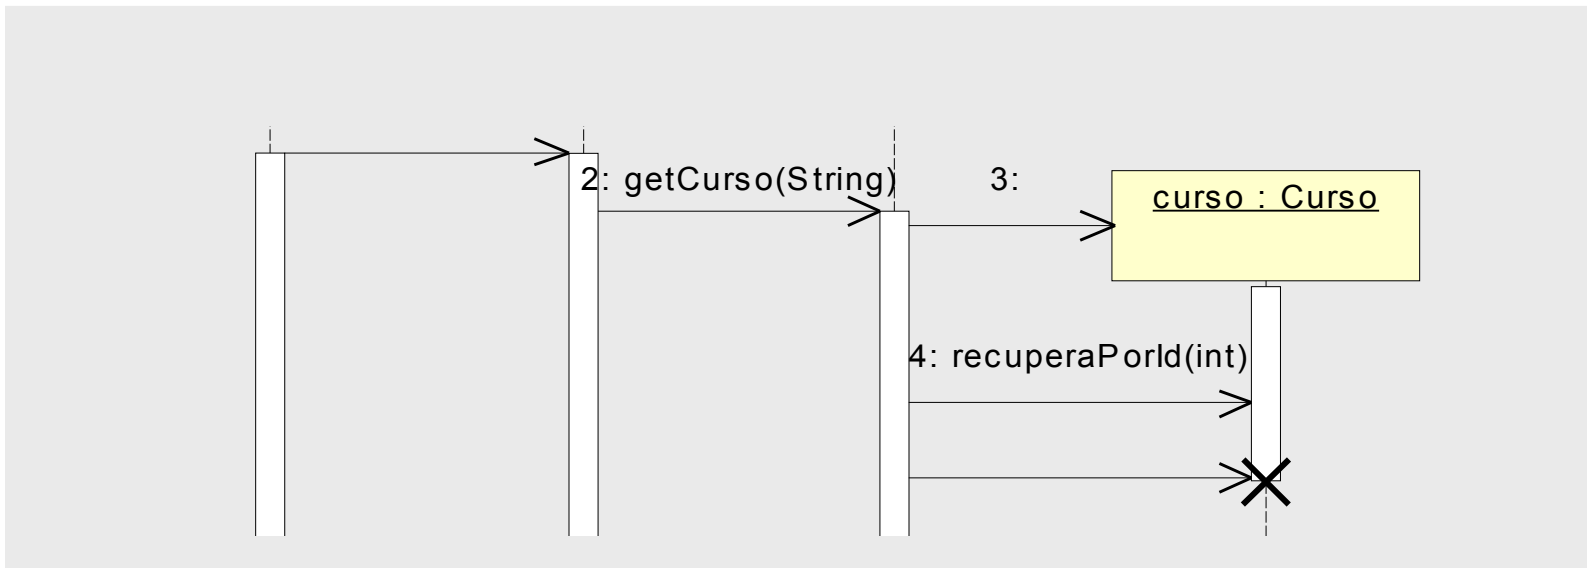 2: getCurso(String)
3:
curso : Curso
4: recuperaPorId(int)